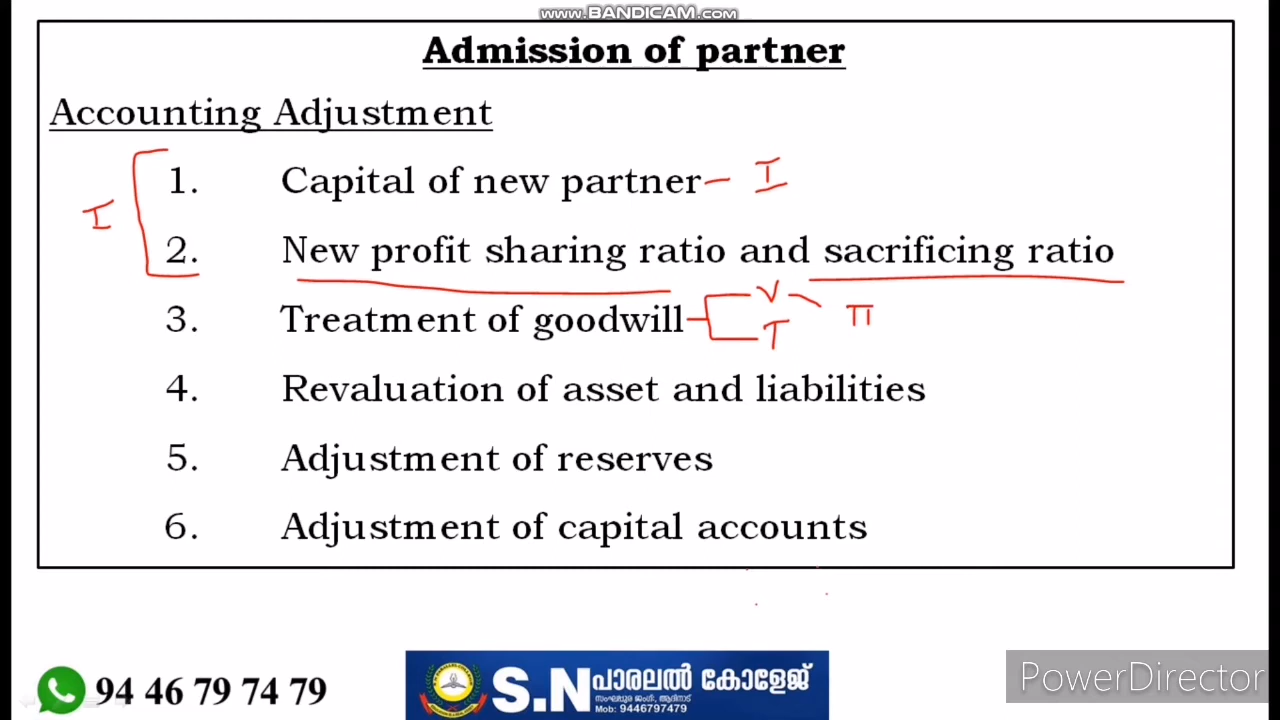 www.BANDICAM.com
Admission of partner
Accounting Adjustment
1. Capital of new partner – I
I
2. New profit sharing ratio and sacrificing ratio
3. Treatment of goodwill V T II
4. Revaluation of asset and liabilities
5. Adjustment of reserves
6. Adjustment of capital accounts
94 46 79 74 79
S.N പാരലൽ കോളേജ്
Mob: 9446797479
PowerDirector